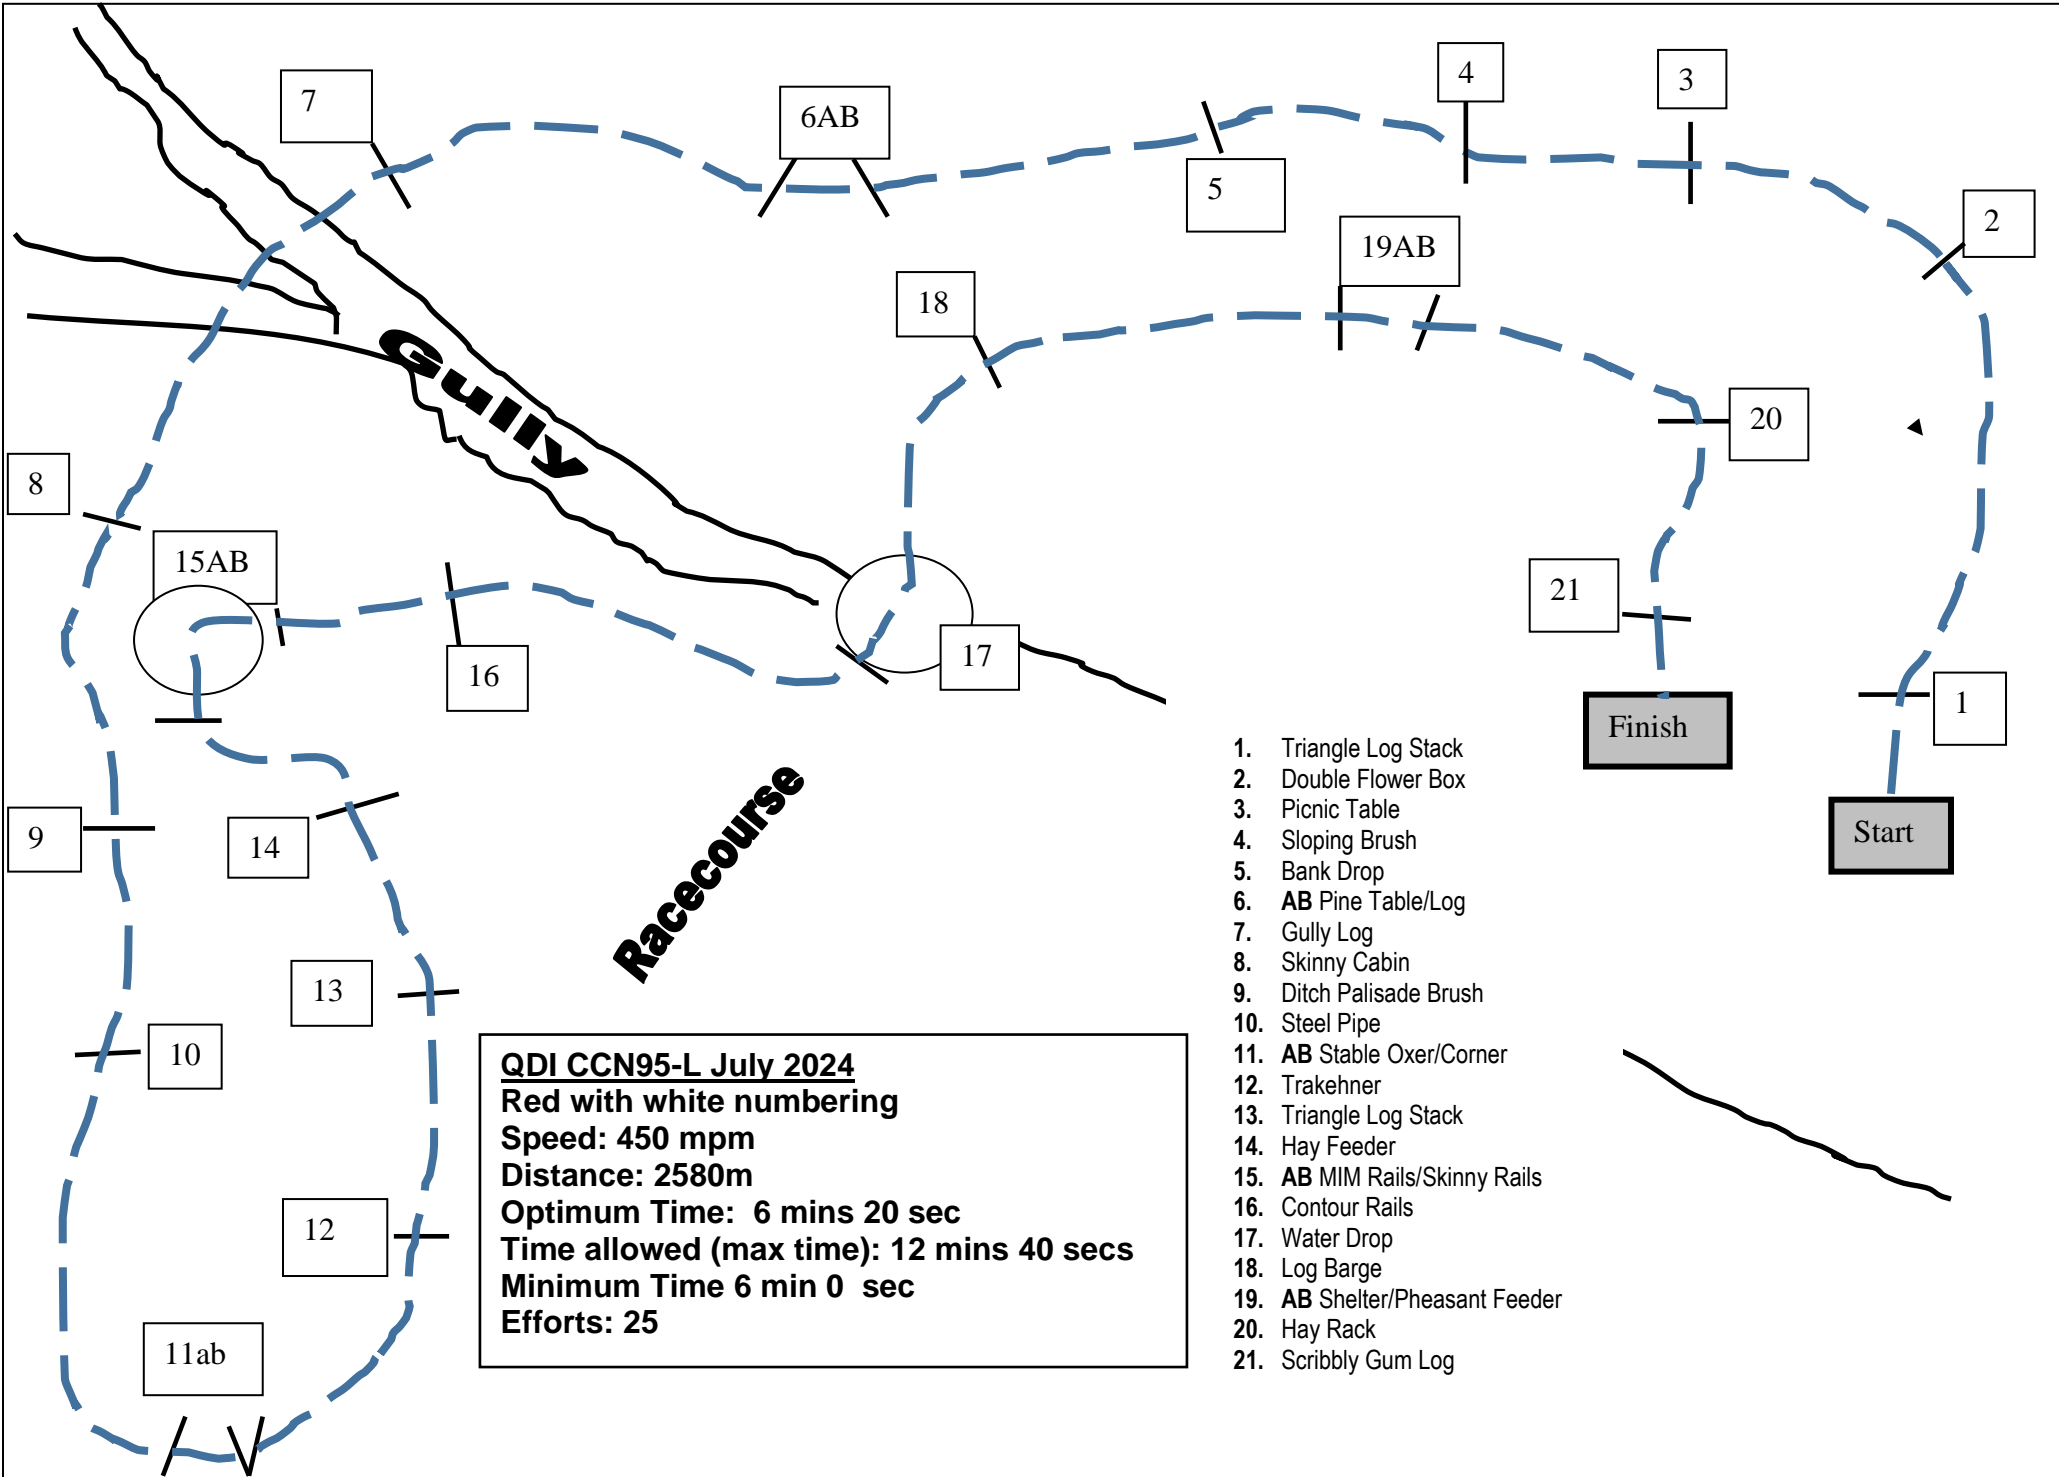 7
6AB
4
3
5
2
19AB
18
Gully
20
8
15AB
21
16
17
1
Finish
Start
9
14
Racecourse
13
10
12
11ab
QDI CCN95-L July 2024
Red with white numbering
Speed: 450 mpm
Distance: 2580m
Optimum Time:  6 mins 20 sec
Time allowed (max time): 12 mins 40 secs
Minimum Time 6 min 0  sec
Efforts: 25
1. Triangle Log Stack
2. Double Flower Box
3. Picnic Table
4. Sloping Brush
5. Bank Drop
6. AB Pine Table/Log
7. Gully Log
8. Skinny Cabin
9. Ditch Palisade Brush
10. Steel Pipe
11. AB Stable Oxer/Corner
12. Trakehner
13. Triangle Log Stack
14. Hay Feeder
15. AB MIM Rails/Skinny Rails
16. Contour Rails
17. Water Drop
18. Log Barge
19. AB Shelter/Pheasant Feeder
20. Hay Rack
21. Scribbly Gum Log